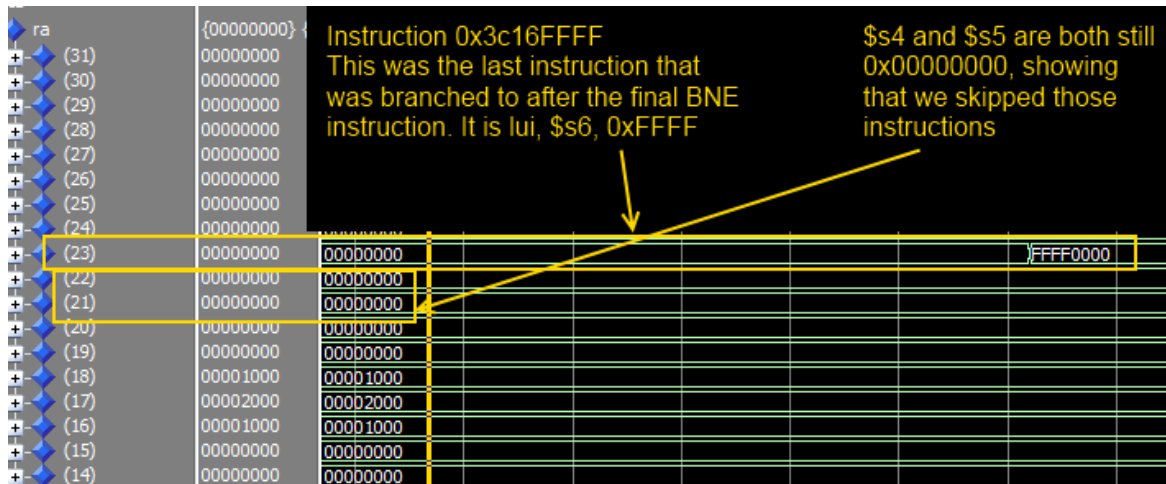 ra {00000000} {
Instruction 0x3c16FFFF
This was the last instruction that
was branched to after the final BNE
instruction. It is lui, $s6, 0xFFFF
$s4 and $s5 are both still
0x00000000, showing
that we skipped those
instructions
(31) 00000000
(30) 00000000
(29) 00000000
(28) 00000000
(27) 00000000
(26) 00000000
(25) 00000000
(24) 00000000 00000000
(23) 00000000 00000000 FFFF0000
(22) 00000000 00000000
(21) 00000000 00000000
(20) 00000000 00000000
(19) 00000000 00000000
(18) 00001000 00001000
(17) 00002000 00002000
(16) 00001000 00001000
(15) 00000000 00000000
(14) 00000000 00000000